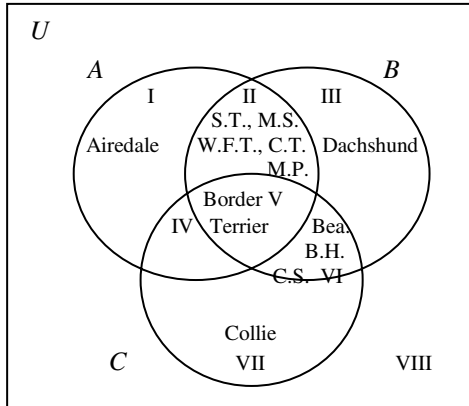 U
A B
I II III
S.T., M.S.
Airedale W.F.T., C.T. Dachshund
M.P.
Border V
IV Terrier Bea.
B.H.
C.S. VI
Collie
C VII VIII